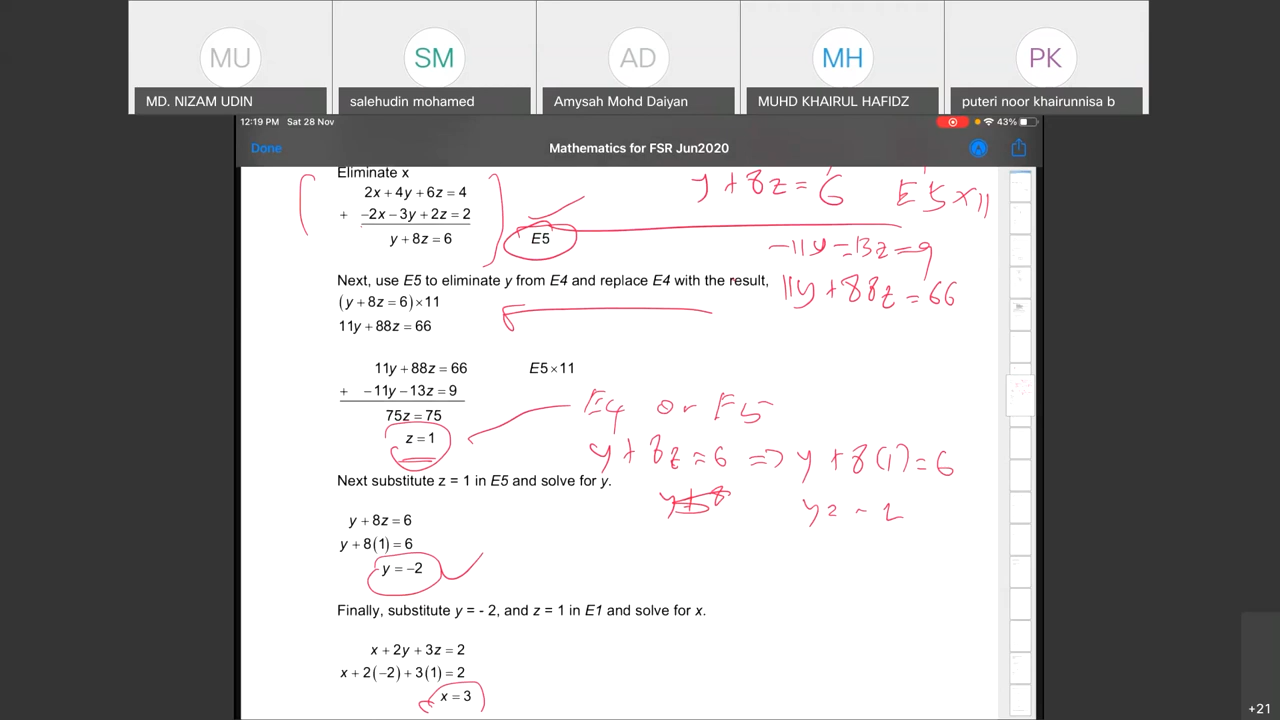 MU
SM
AD
MH
PK
MD. NIZAM UDIN
salehudin mohamed
Amysah Mohd Daiyan
MUHD KHAIRUL HAFIDZ
puteri noor khairunnisa b
12:19 PM Sat 28 Nov
43%
Done
Mathematics for FSR Jun2020
Eliminate x
2x + 4y + 6z = 4
+ −2x − 3y + 2z = 2
y + 8z = 6
E5
y + 8z = 6
E5 × 11
−11y − 13z = 9
11y + 88z = 66
Next, use E5 to eliminate y from E4 and replace E4 with the result,
(y + 8z = 6) × 11
11y + 88z = 66
11y + 88z = 66 E5 × 11
+ −11y − 13z = 9
75z = 75
z = 1
E4 or E5
y + 8z = 6 => y + 8(1) = 6
y = -2
Next substitute z = 1 in E5 and solve for y.
y + 8z = 6
y + 8(1) = 6
y = −2
Finally, substitute y = - 2, and z = 1 in E1 and solve for x.
x + 2y + 3z = 2
x + 2(−2) + 3(1) = 2
x = 3
+21